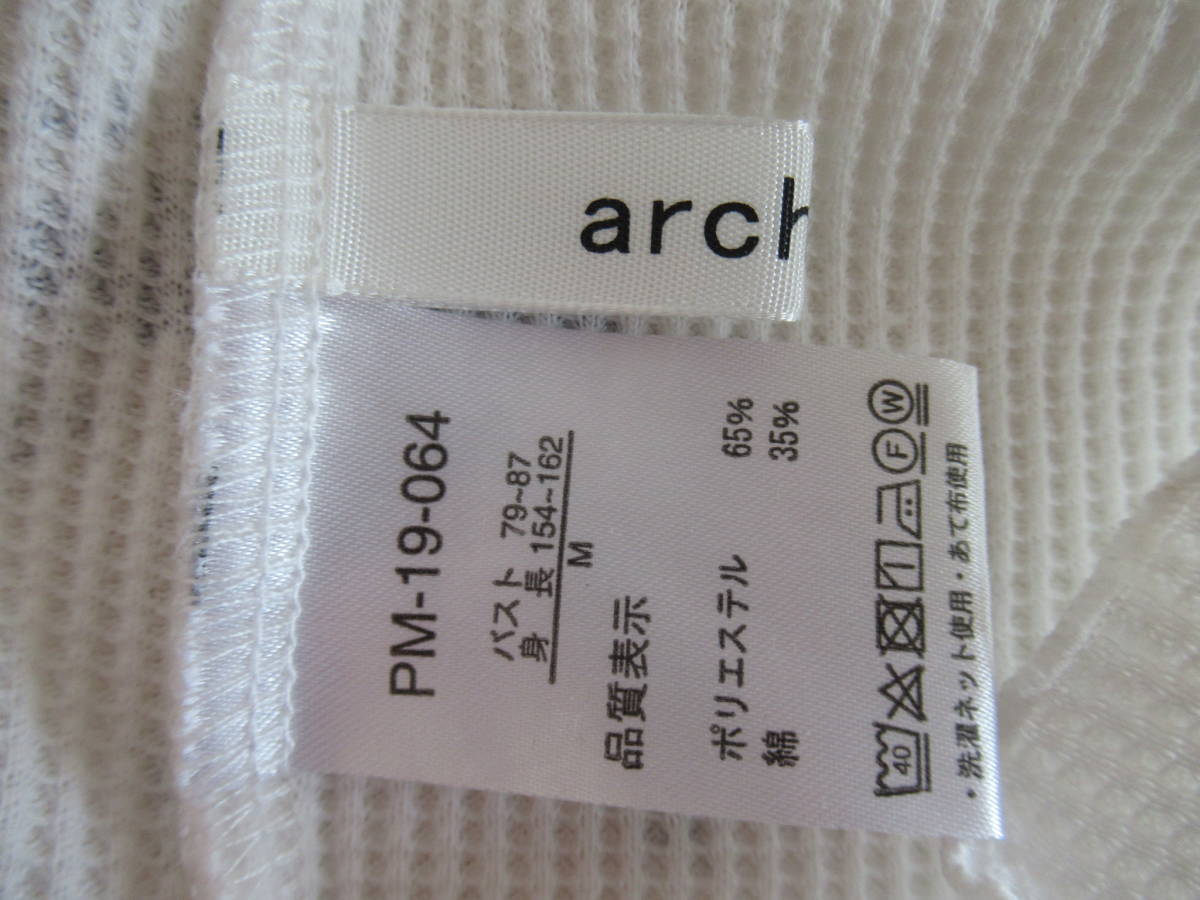 arch
PM-19-064
バスト 79~87
身 長 154~162
M
品質表示
ポリエステル 65%
綿 35%
40 F W
・洗濯ネット使用・あて布使用